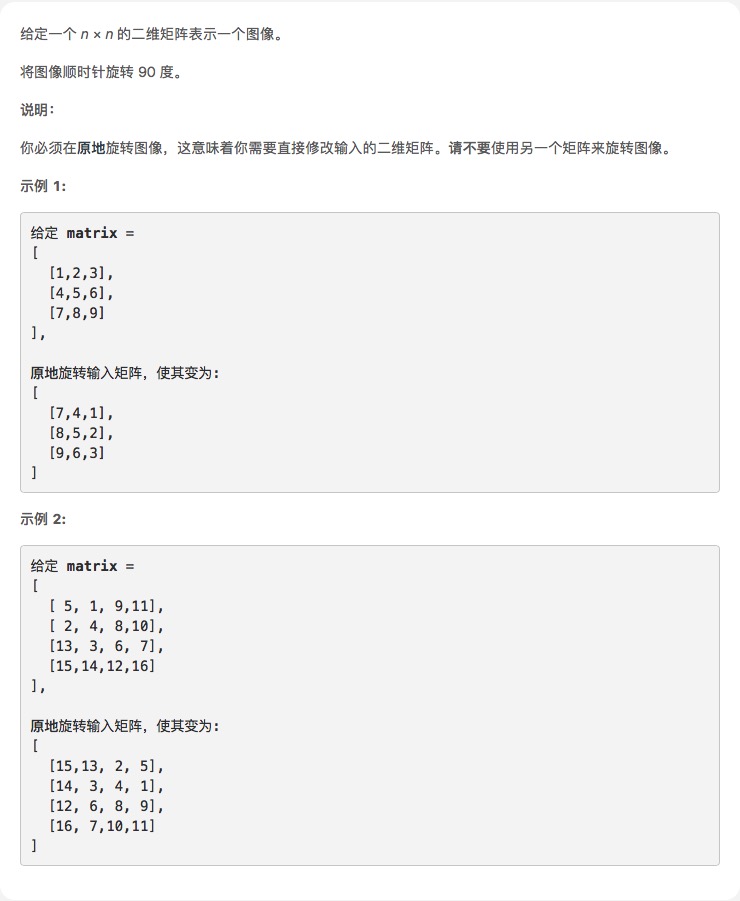 给定一个 n × n 的二维矩阵表示一个图像。
将图像顺时针旋转 90 度。
说明：
你必须在原地旋转图像，这意味着你需要直接修改输入的二维矩阵。请不要使用另一个矩阵来旋转图像。
示例 1:
给定 matrix =
[
  [1,2,3],
  [4,5,6],
  [7,8,9]
],
原地旋转输入矩阵，使其变为:
[
  [7,4,1],
  [8,5,2],
  [9,6,3]
]
示例 2:
给定 matrix =
[
  [ 5, 1, 9,11],
  [ 2, 4, 8,10],
  [13, 3, 6, 7],
  [15,14,12,16]
],
原地旋转输入矩阵，使其变为:
[
  [15,13, 2, 5],
  [14, 3, 4, 1],
  [12, 6, 8, 9],
  [16, 7,10,11]
]